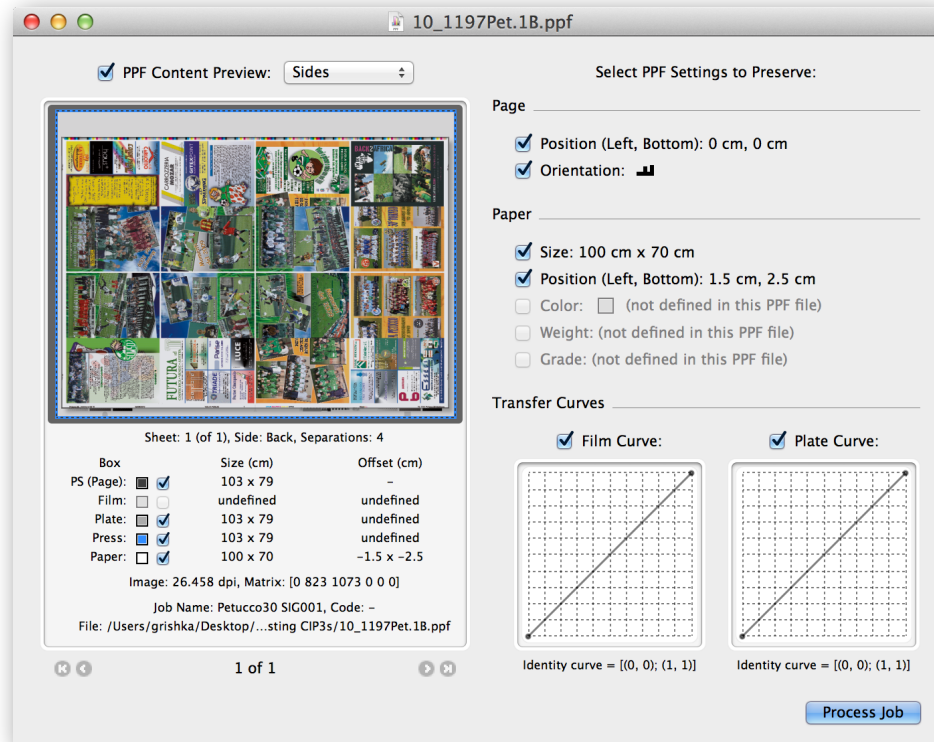 10_1197Pet.1B.ppf
PPF Content Preview: Sides
Select PPF Settings to Preserve:
Page
Position (Left, Bottom): 0 cm, 0 cm
Orientation:
Paper
Size: 100 cm x 70 cm
Position (Left, Bottom): 1.5 cm, 2.5 cm
Color: (not defined in this PPF file)
Weight: (not defined in this PPF file)
Grade: (not defined in this PPF file)
Transfer Curves
Film Curve:
Plate Curve:
Identity curve = [(0, 0); (1, 1)]
Identity curve = [(0, 0); (1, 1)]
BACK2AFRICA
FUTURA
TRIADE
LUCE
Sheet: 1 (of 1), Side: Back, Separations: 4
Box Size (cm) Offset (cm)
PS (Page): 103 x 79 –
Film: undefined undefined
Plate: 103 x 79 undefined
Press: 103 x 79 undefined
Paper: 100 x 70 −1.5 x −2.5
Image: 26.458 dpi, Matrix: [0 823 1073 0 0 0]
Job Name: Petucco30 SIG001, Code: –
File: /Users/grishka/Desktop/...sting CIP3s/10_1197Pet.1B.ppf
1 of 1
Process Job